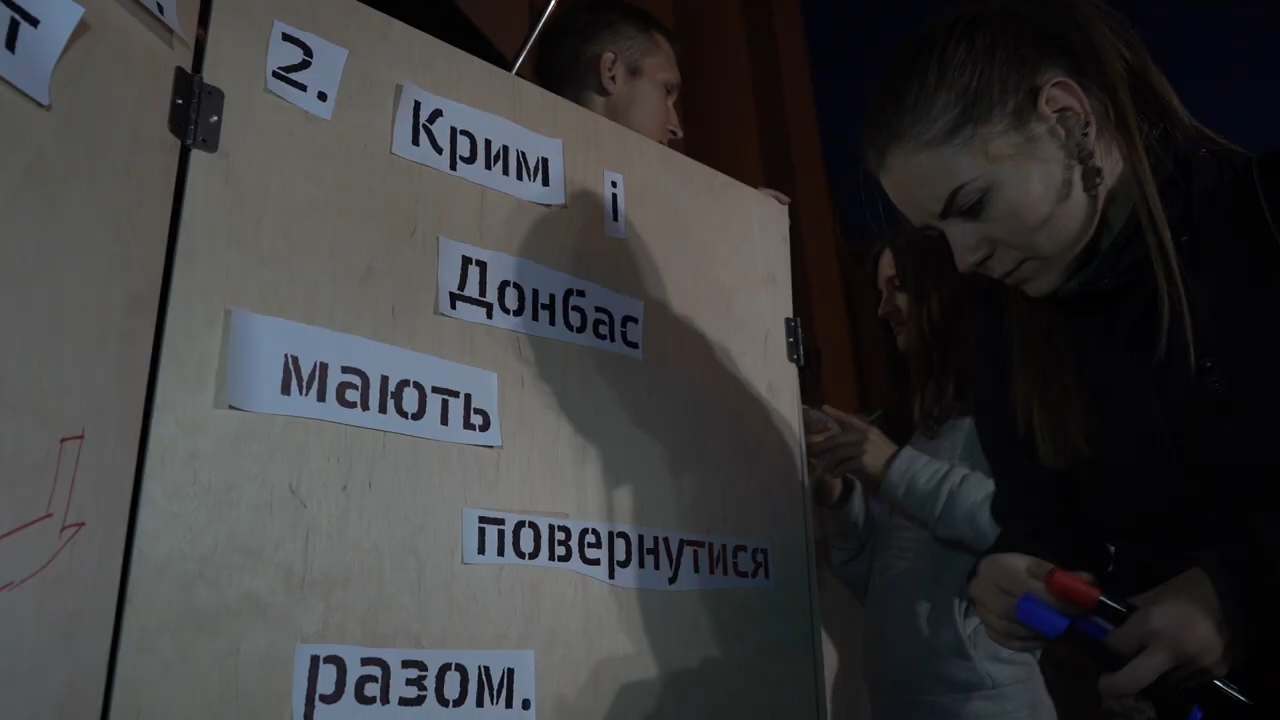 т
2.
Крим і
Донбас
мають
повернутися
разом.